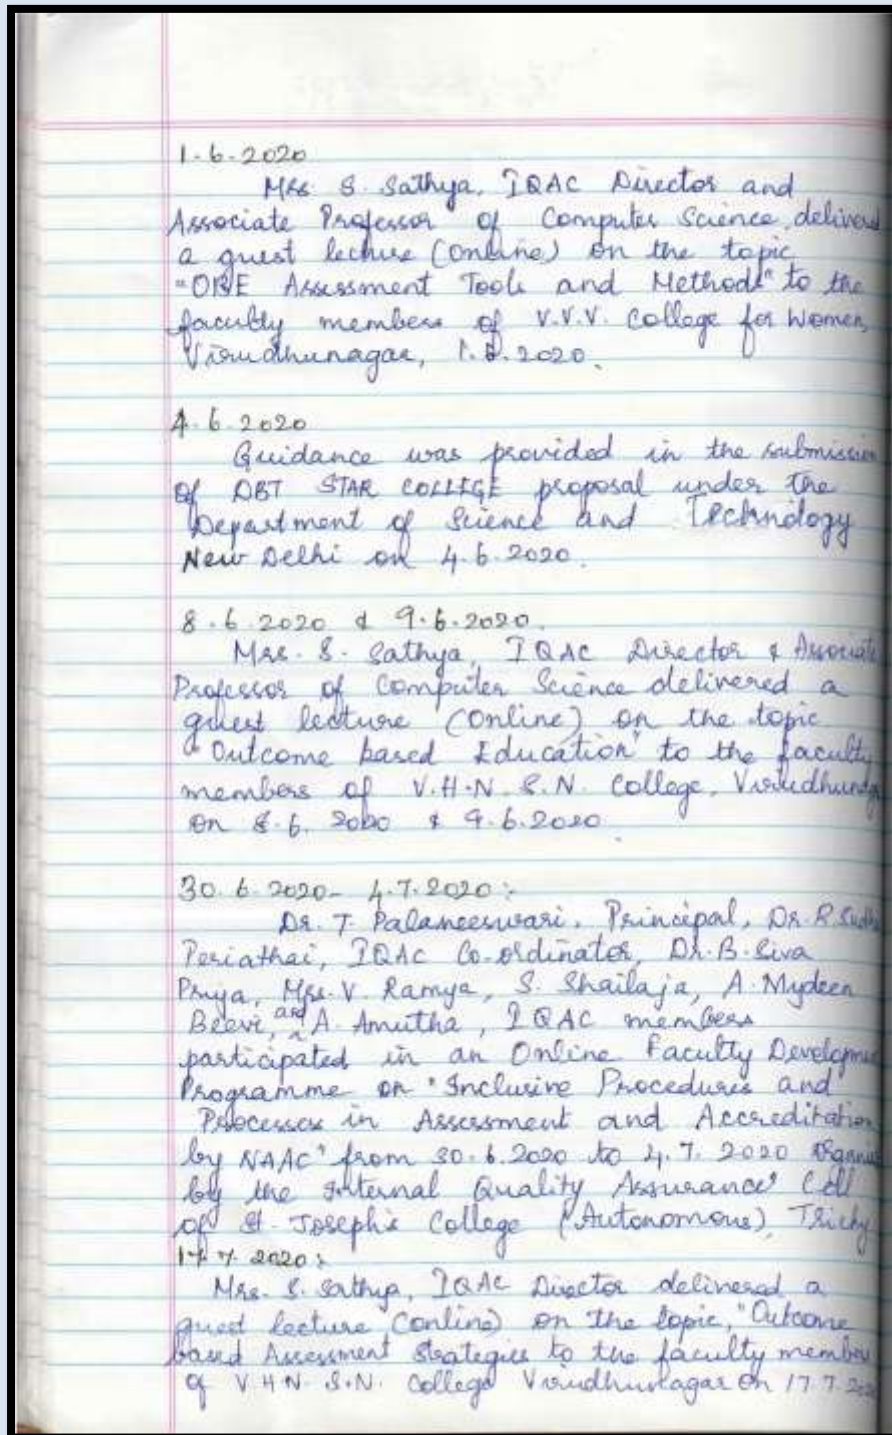 1.6.2020
Mrs. S. Sathya, IQAC Director and
Associate Professor of Computer Science, delivered
a guest lecture (Online) on the topic
"OBE Assessment Tools and Methods" to the
faculty members of V.V.V. College for Women,
Virudhunagar, 1.6.2020.
4.6.2020
Guidance was provided in the submission
of DBT STAR COLLEGE proposal under the
Department of Science and Technology
New Delhi on 4.6.2020.
8.6.2020 & 9.6.2020.
Mrs. S. Sathya, IQAC Director & Associate
Professor of Computer Science delivered a
guest lecture (Online) on the topic
"Outcome based Education" to the faculty
members of V.H.N.S.N. College, Virudhunag
on 8.6.2020 & 9.6.2020.
30.6.2020- 4.7.2020:
Dr. T. Palaneeswari, Principal, Dr. R.
Periathai, IQAC Co-ordinator, Dr. B. Siva
Priya, Mrs. V. Ramya, S. Shailaja, A. Mydeen
Beevi, and A. Amutha, IQAC members
participated in an Online Faculty Developme
Programme on "Inclusive Procedures and
Processes in Assessment and Accreditation
by NAAC" from 30.6.2020 to 4.7.2020 organi
by the Internal Quality Assurance Cell
of St. Joseph's College (Autonomous), Trichy
17.7.2020:
Mrs. S. Sathya, IQAC Director delivered a
guest lecture (online) on the topic, "Outcome
based Assessment Strategies to the faculty members
of V.H.N.S.N. College Virudhunagar on 17.7.202